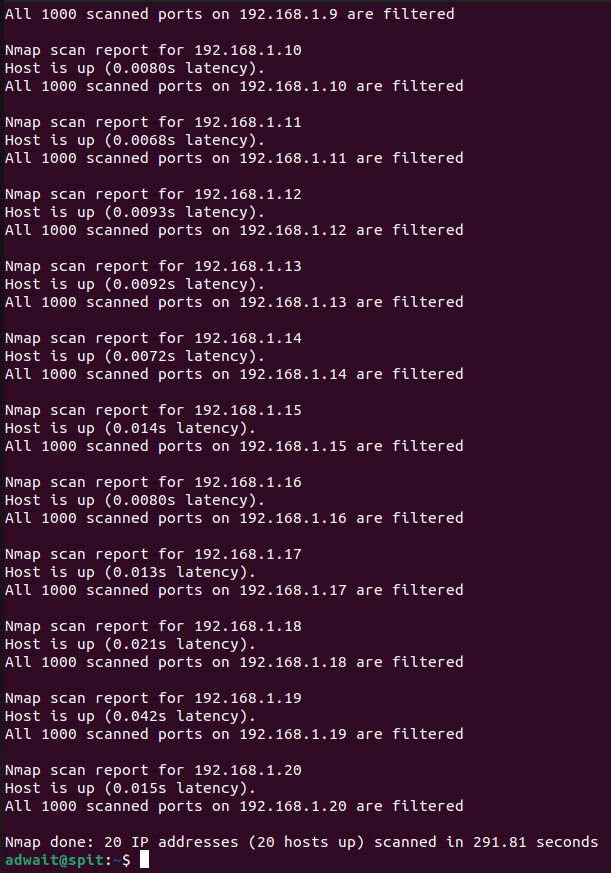 All 1000 scanned ports on 192.168.1.9 are filtered
Nmap scan report for 192.168.1.10
Host is up (0.0080s latency).
All 1000 scanned ports on 192.168.1.10 are filtered
Nmap scan report for 192.168.1.11
Host is up (0.0068s latency).
All 1000 scanned ports on 192.168.1.11 are filtered
Nmap scan report for 192.168.1.12
Host is up (0.0093s latency).
All 1000 scanned ports on 192.168.1.12 are filtered
Nmap scan report for 192.168.1.13
Host is up (0.0092s latency).
All 1000 scanned ports on 192.168.1.13 are filtered
Nmap scan report for 192.168.1.14
Host is up (0.0072s latency).
All 1000 scanned ports on 192.168.1.14 are filtered
Nmap scan report for 192.168.1.15
Host is up (0.014s latency).
All 1000 scanned ports on 192.168.1.15 are filtered
Nmap scan report for 192.168.1.16
Host is up (0.0080s latency).
All 1000 scanned ports on 192.168.1.16 are filtered
Nmap scan report for 192.168.1.17
Host is up (0.013s latency).
All 1000 scanned ports on 192.168.1.17 are filtered
Nmap scan report for 192.168.1.18
Host is up (0.021s latency).
All 1000 scanned ports on 192.168.1.18 are filtered
Nmap scan report for 192.168.1.19
Host is up (0.042s latency).
All 1000 scanned ports on 192.168.1.19 are filtered
Nmap scan report for 192.168.1.20
Host is up (0.015s latency).
All 1000 scanned ports on 192.168.1.20 are filtered
Nmap done: 20 IP addresses (20 hosts up) scanned in 291.81 seconds
adwait@spit:~$